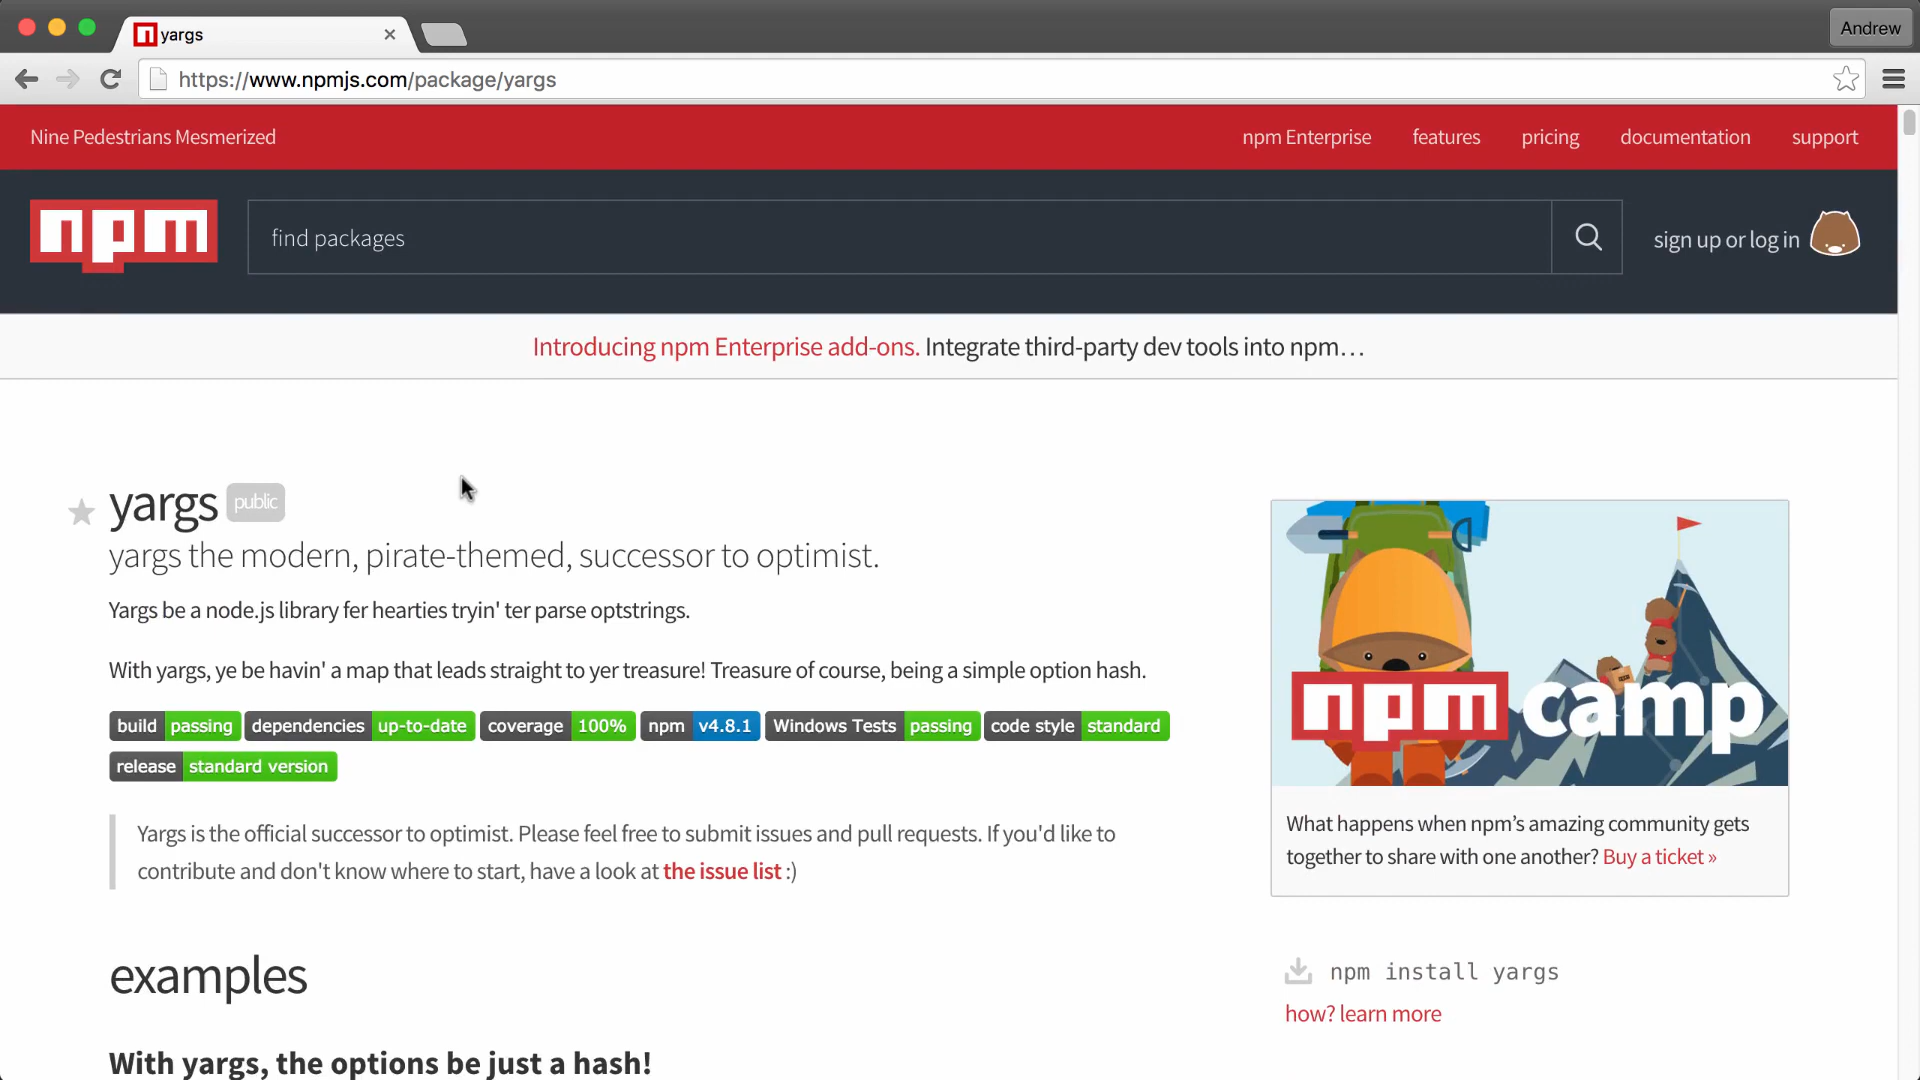 yargs
Andrew
https://www.npmjs.com/package/yargs
Nine Pedestrians Mesmerized
npm Enterprise
features
pricing
documentation
support
npm
find packages
sign up or log in
Introducing npm Enterprise add-ons. Integrate third-party dev tools into npm…
yargs public
yargs the modern, pirate-themed, successor to optimist.
Yargs be a node.js library fer hearties tryin' ter parse optstrings.
With yargs, ye be havin' a map that leads straight to yer treasure! Treasure of course, being a simple option hash.
build passing dependencies up-to-date coverage 100% npm v4.8.1 Windows Tests passing code style standard
release standard version
Yargs is the official successor to optimist. Please feel free to submit issues and pull requests. If you'd like to
contribute and don't know where to start, have a look at the issue list :)
examples
With yargs, the options be just a hash!
npm camp
What happens when npm’s amazing community gets
together to share with one another? Buy a ticket »
npm install yargs
how? learn more